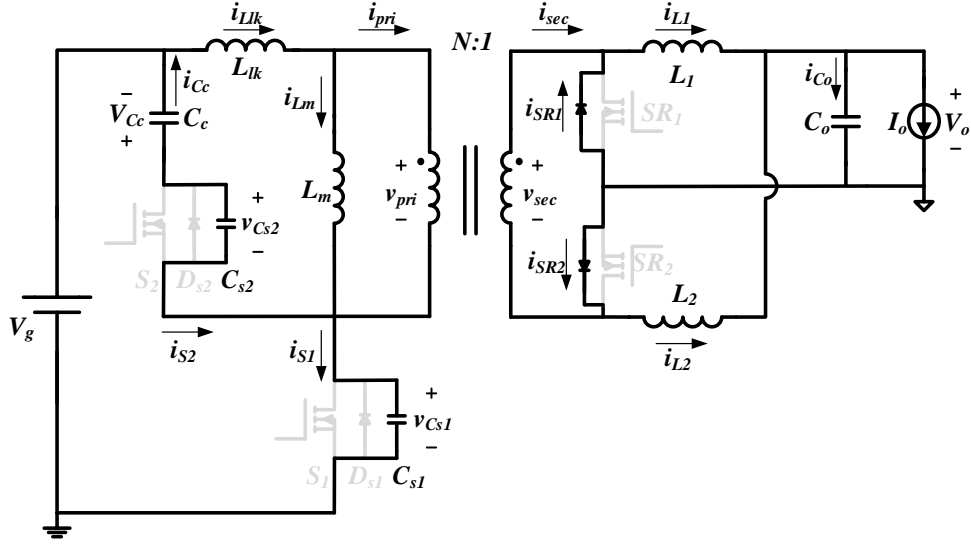 i_Llk
i_pri
N:1
i_sec
i_L1
L_lk
L_1
i_Cc
i_Lm
i_Co
−
V_Cc
+
C_c
i_SR1
SR_1
C_o
I_o
+
V_o
−
L_m
+
v_pri
−
+
v_sec
−
+
v_Cs2
−
i_SR2
SR_2
S_2
D_s2
C_s2
L_2
V_g
i_S2
i_S1
i_L2
+
v_Cs1
−
S_1
D_s1
C_s1